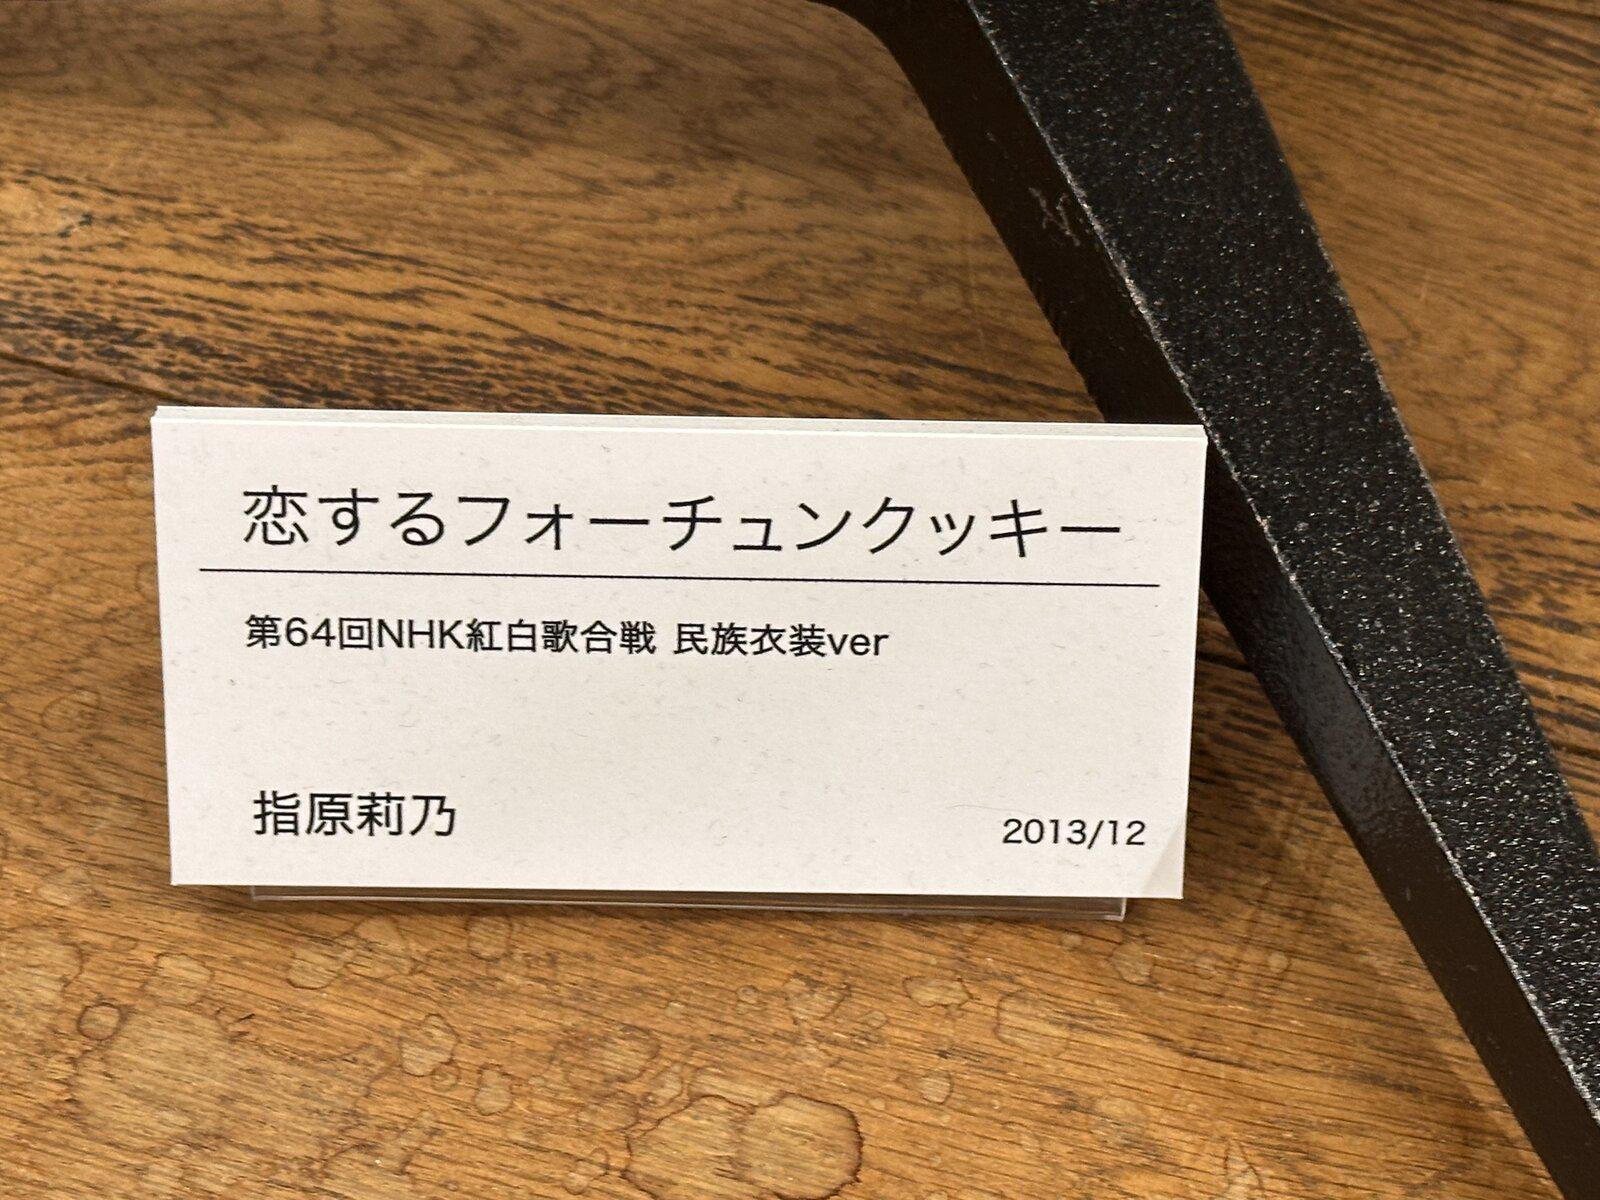 恋するフォーチュンクッキー
第64回NHK紅白歌合戦 民族衣装ver
指原莉乃
2013/12